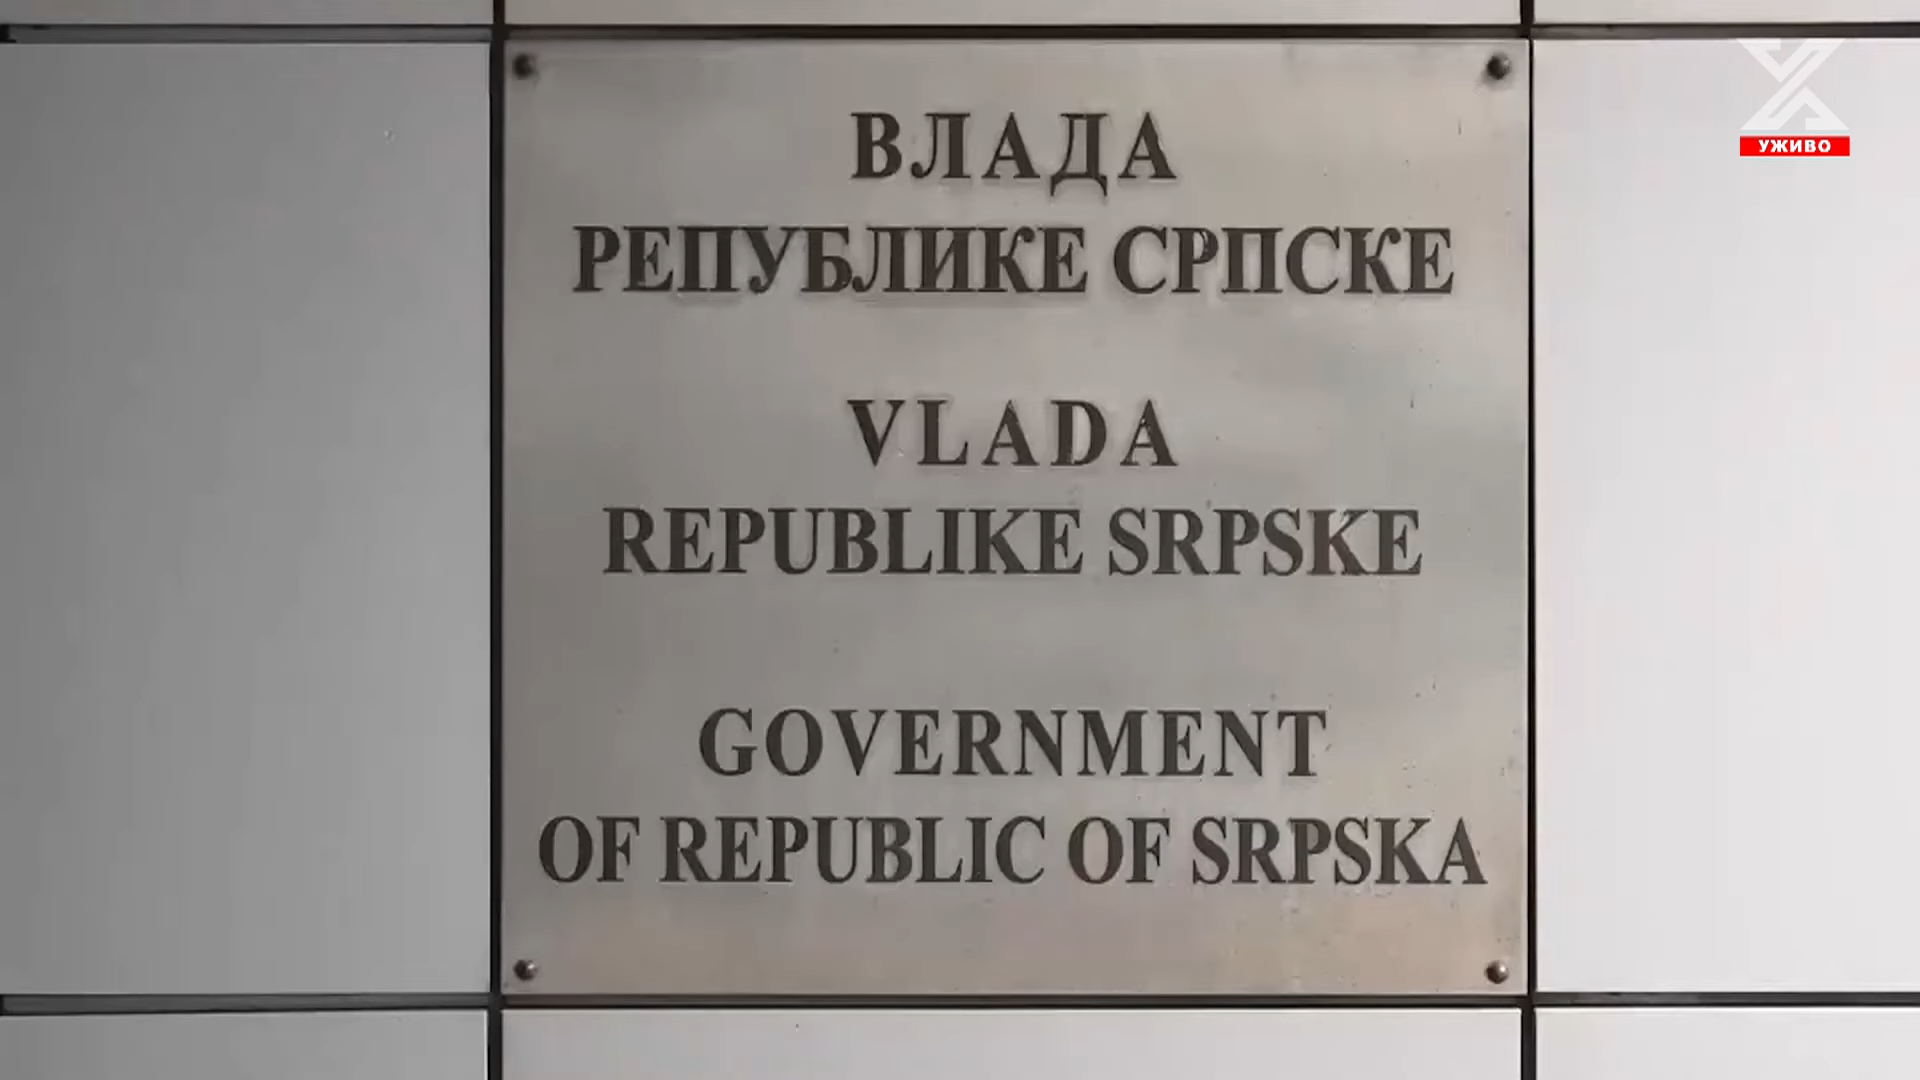 ВЛАДА
РЕПУБЛИКЕ СРПСКЕ
VLADA
REPUBLIKE SRPSKE
GOVERNMENT
OF REPUBLIC OF SRPSKA
УЖИВО